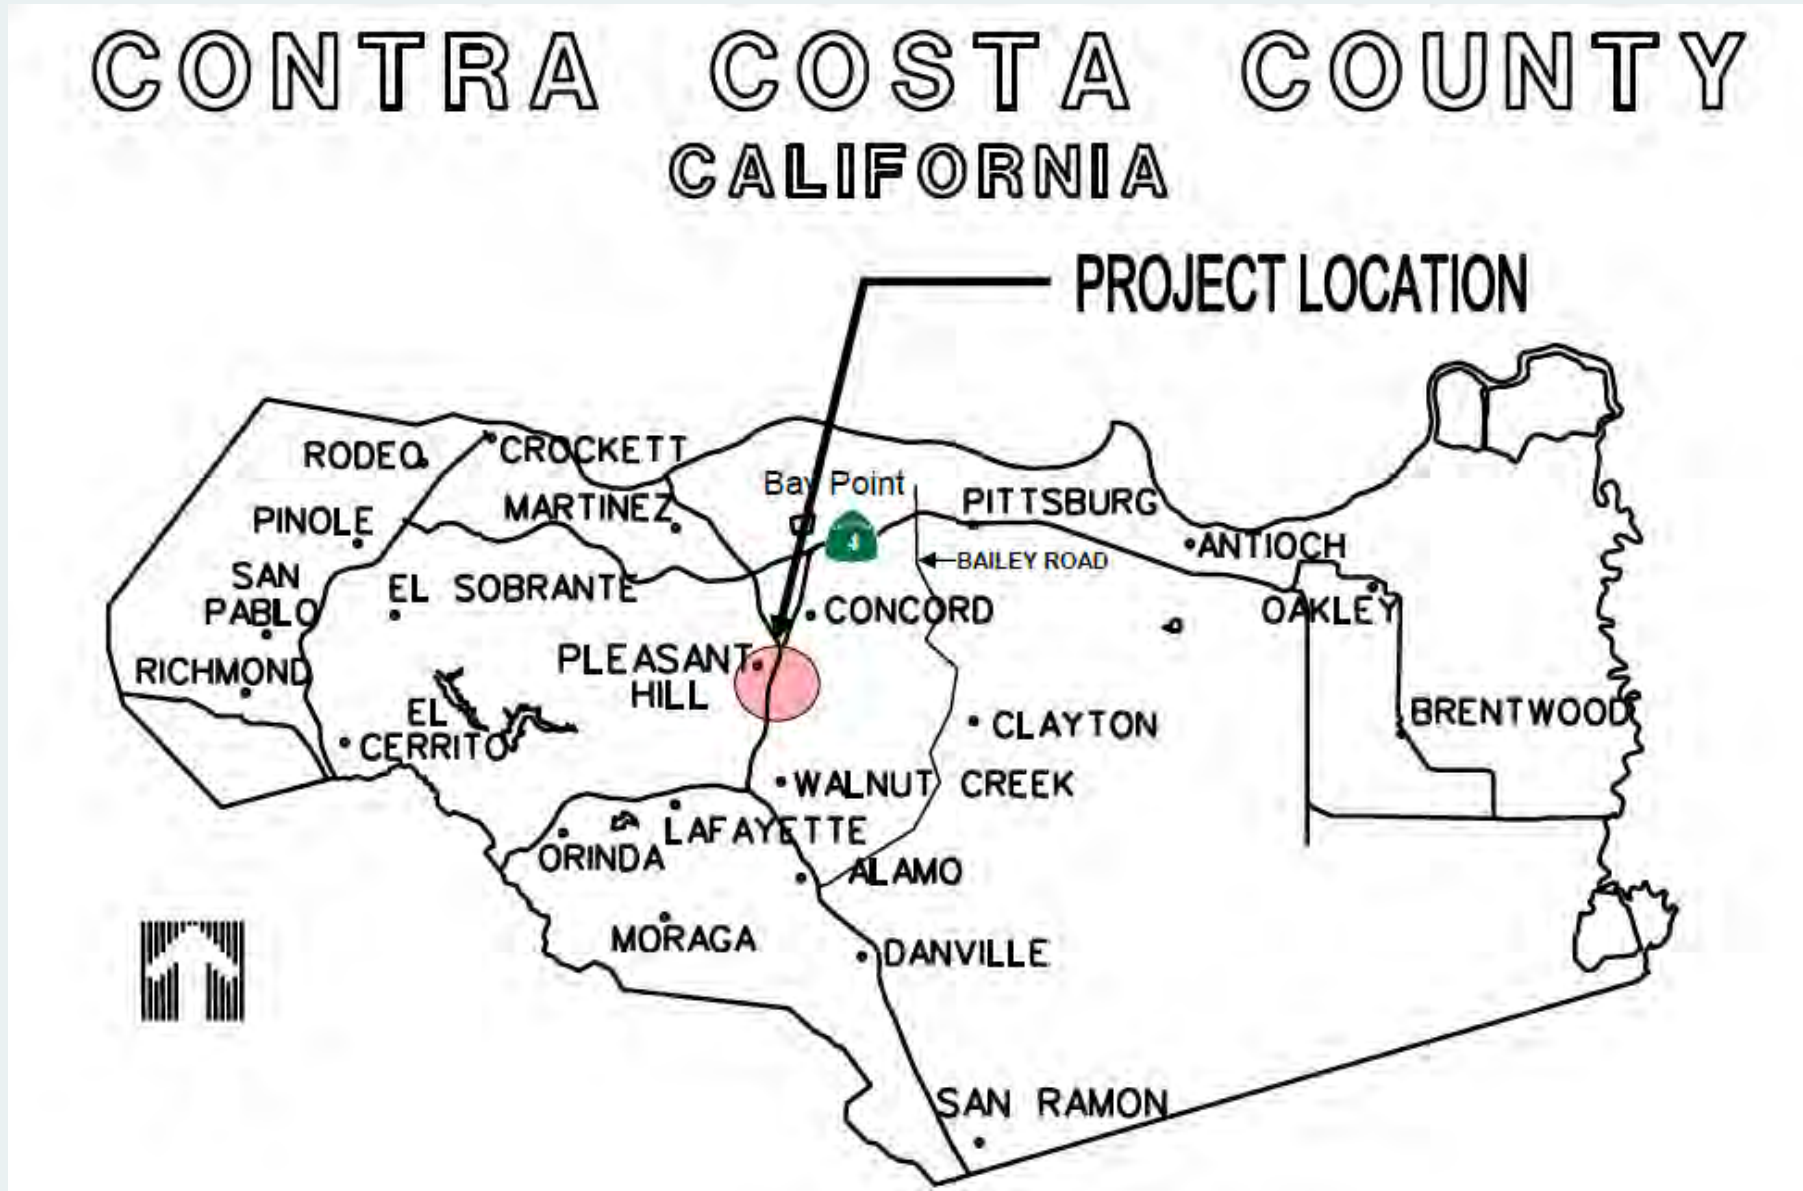 CONTRA COSTA COUNTY
CALIFORNIA
PROJECT LOCATION
RODEO
CROCKETT
Bay Point
MARTINEZ
PITTSBURG
PINOLE
4
ANTIOCH
BAILEY ROAD
SAN
PABLO
EL SOBRANTE
CONCORD
OAKLEY
RICHMOND
PLEASANT
HILL
EL
CERRITO
CLAYTON
BRENTWOOD
WALNUT CREEK
LAFAYETTE
ORINDA
ALAMO
MORAGA
DANVILLE
SAN RAMON